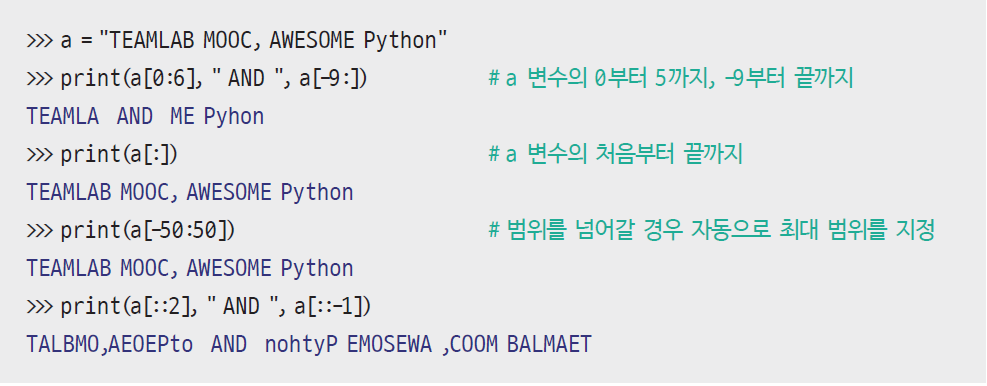 >>> a = "TEAMLAB MOOC, AWESOME Python"
>>> print(a[0:6], " AND ", a[-9:]) # a 변수의 0부터 5까지, -9부터 끝까지
TEAMLA AND ME Pyhon
>>> print(a[:]) # a 변수의 처음부터 끝까지
TEAMLAB MOOC, AWESOME Python
>>> print(a[-50:50]) # 범위를 넘어갈 경우 자동으로 최대 범위를 지정
TEAMLAB MOOC, AWESOME Python
>>> print(a[::2], " AND ", a[::-1])
TALBMO,AEOEPto AND nohtyP EMOSEWA ,COOM BALMAET